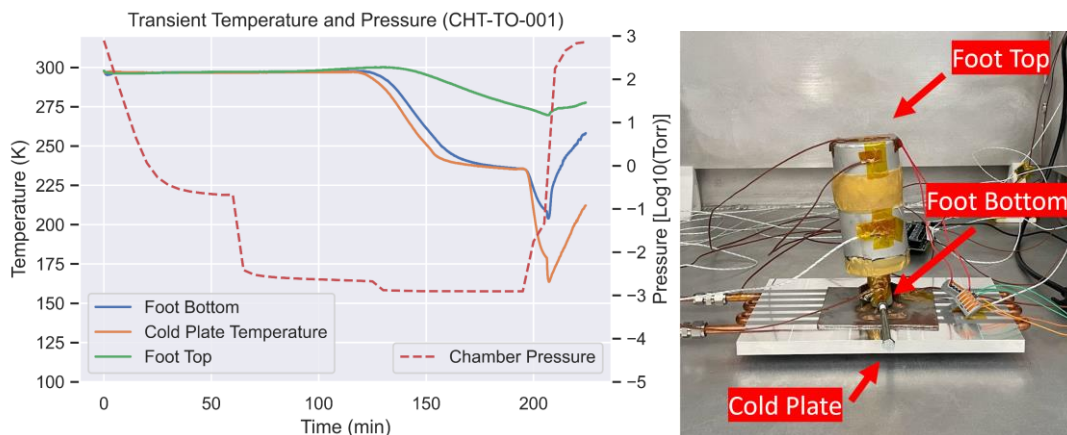 Transient Temperature and Pressure (CHT-TO-001)
Temperature (K)
300
275
250
225
200
175
150
125
100
3
2
1
0
−1
−2
−3
−4
−5
Pressure [Log10(Torr)]
Foot Bottom
Cold Plate Temperature
Foot Top
Chamber Pressure
0
50
100
150
200
Time (min)
Foot Top
Foot Bottom
Cold Plate